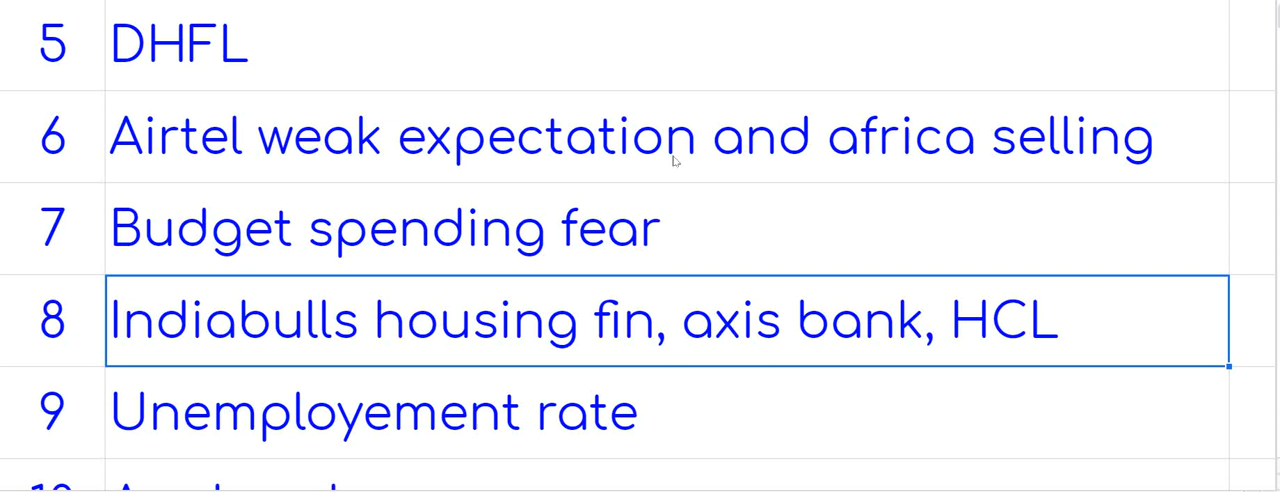 5 DHFL
6 Airtel weak expectation and africa selling
7 Budget spending fear
8 Indiabulls housing fin, axis bank, HCL
9 Unemployement rate
10